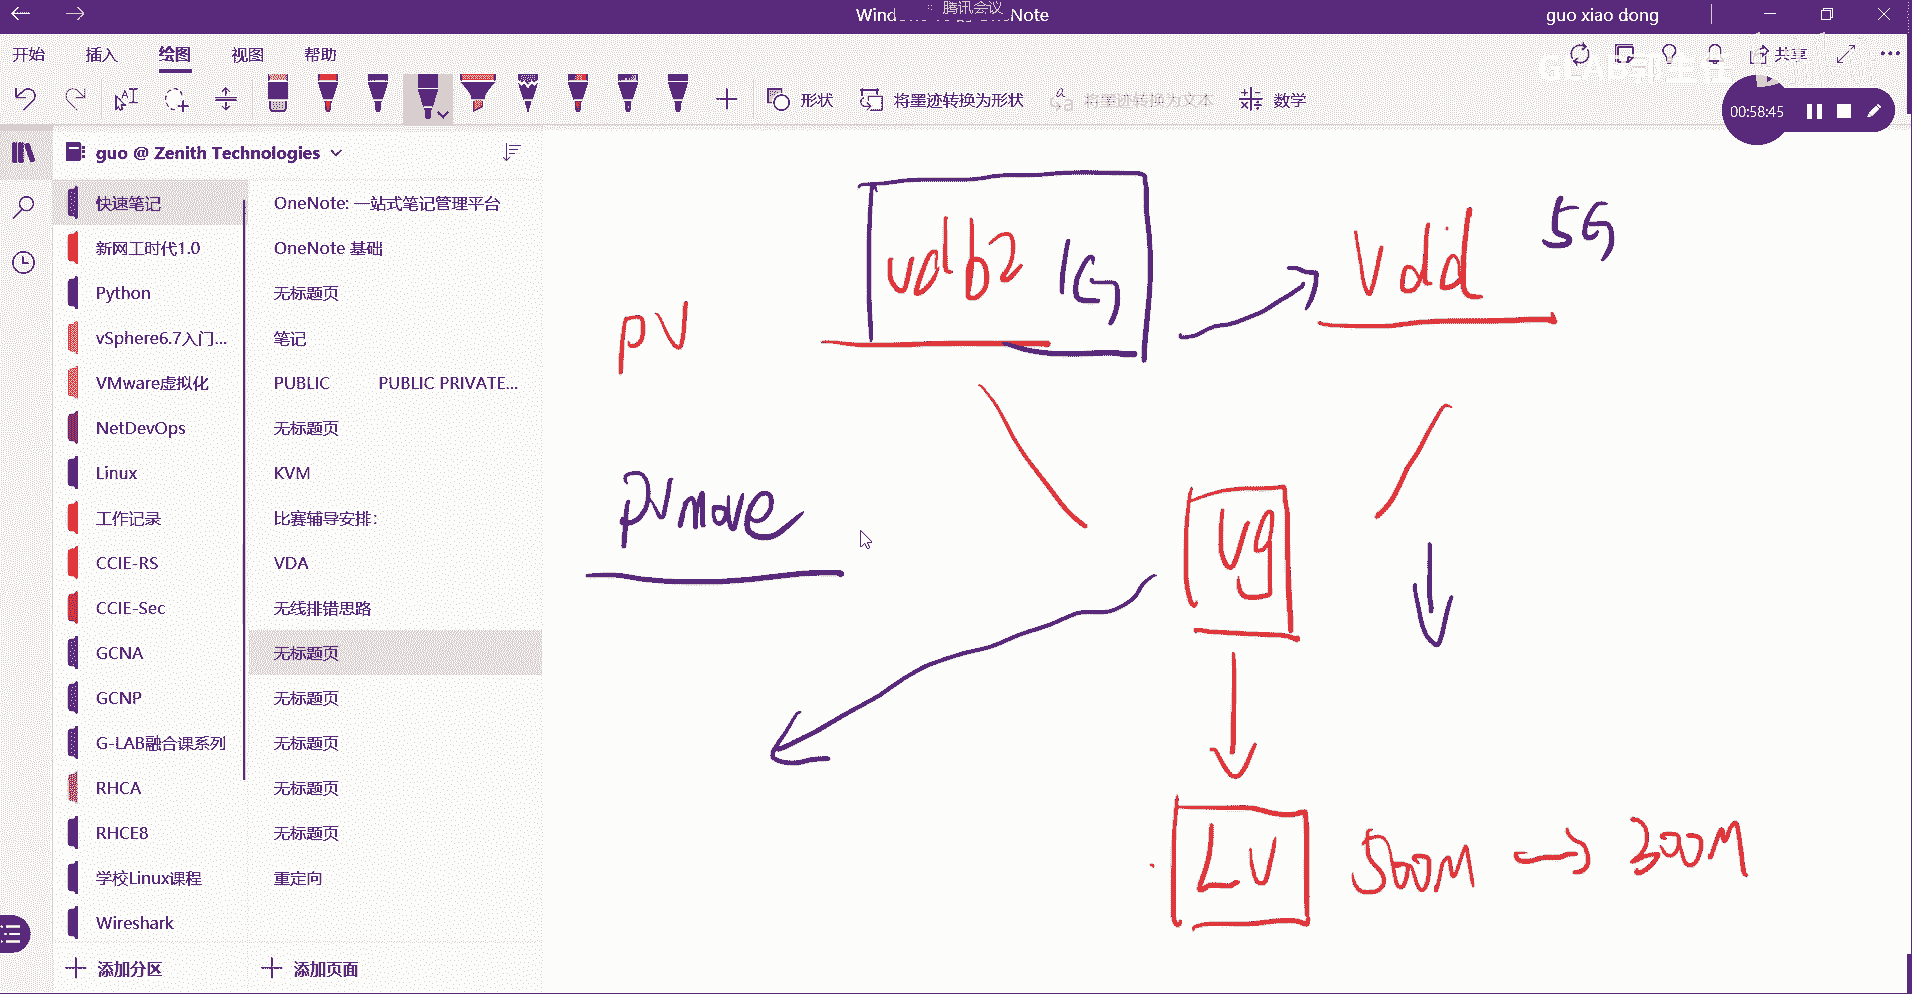 腾讯会议
guo xiao dong
开始 插入 绘图 视图 帮助
共享
形状 将墨迹转换为形状 将墨迹转换为文本 数学
00:58:45
guo @ Zenith Technologies
快速笔记
新网工时代1.0
Python
vSphere6.7入门...
VMware虚拟化
NetDevOps
Linux
工作记录
CCIE-RS
CCIE-Sec
GCNA
GCNP
G-LAB融合课系列
RHCA
RHCE8
学校Linux课程
Wireshark
添加分区
OneNote: 一站式笔记管理平台
OneNote 基础
无标题页
笔记
PUBLIC PUBLIC PRIVATE...
无标题页
KVM
比赛辅导安排:
VDA
无线排错思路
无标题页
无标题页
无标题页
无标题页
无标题页
重定向
添加页面
vdb2 1G
Vdd 5G
PV
PVmove
Vg
LV 500M → 300M